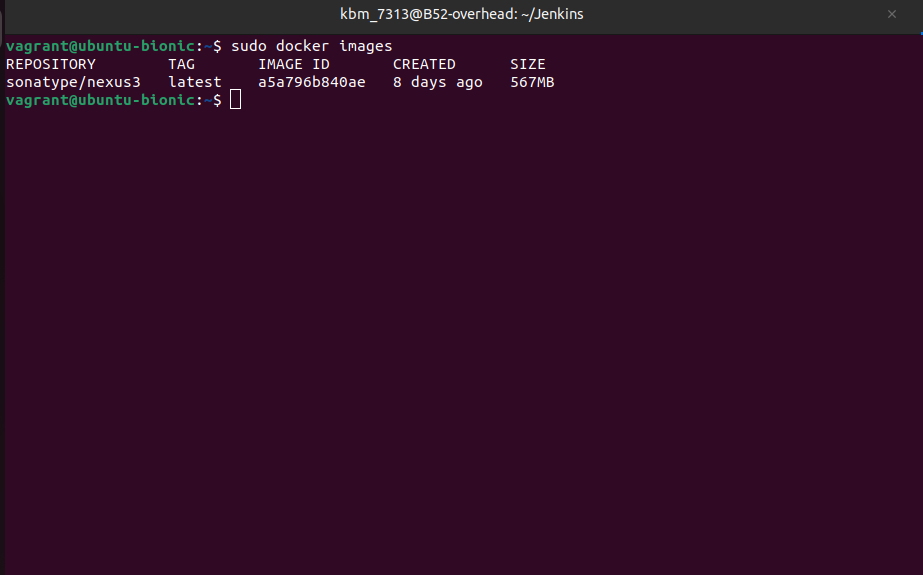 kbm_7313@B52-overhead: ~/Jenkins
vagrant@ubuntu-bionic:~$ sudo docker images
REPOSITORY        TAG       IMAGE ID       CREATED      SIZE
sonatype/nexus3   latest    a5a796b840ae   8 days ago   567MB
vagrant@ubuntu-bionic:~$